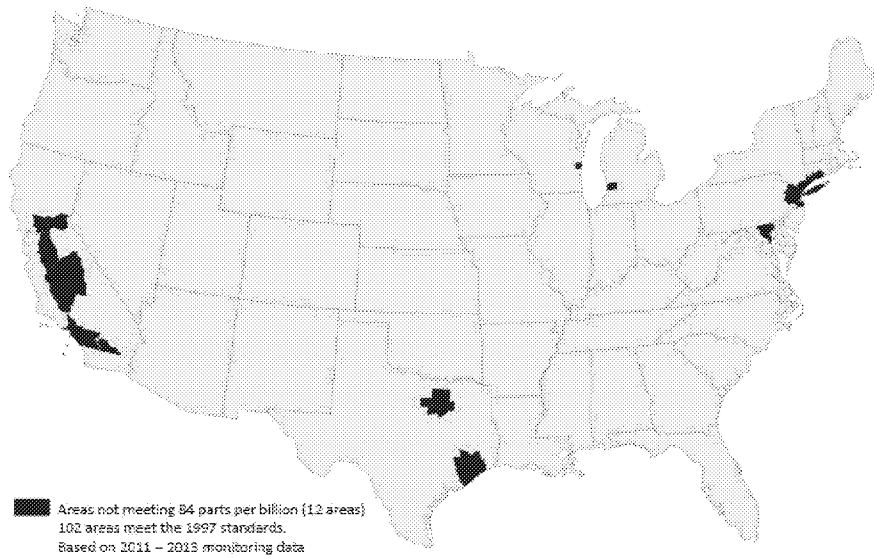 Areas not meeting 84 parts per billion (12 areas)
102 areas meet the 1997 standards.
Based on 2011 – 2013 monitoring data